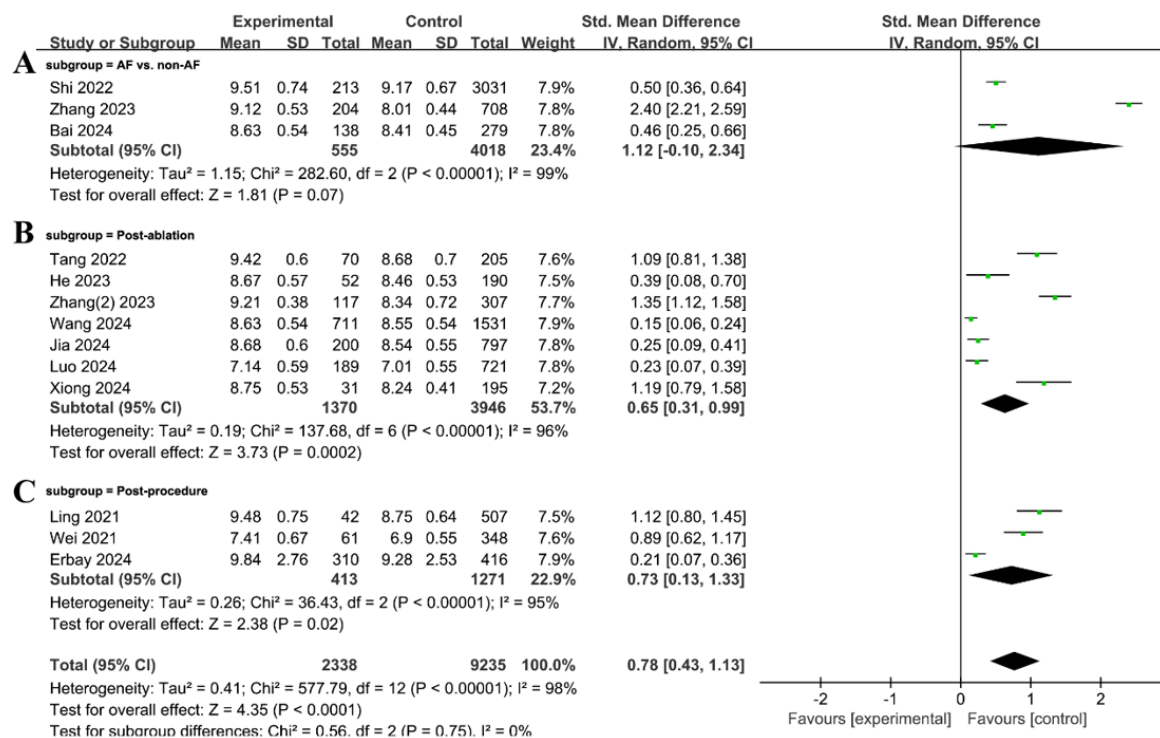 Experimental Control Std. Mean Difference Std. Mean Difference
Study or Subgroup Mean SD Total Mean SD Total Weight IV, Random, 95% CI IV, Random, 95% CI
A subgroup = AF vs. non-AF
Shi 2022 9.51 0.74 213 9.17 0.67 3031 7.9% 0.50 [0.36, 0.64]
Zhang 2023 9.12 0.53 204 8.01 0.44 708 7.8% 2.40 [2.21, 2.59]
Bai 2024 8.63 0.54 138 8.41 0.45 279 7.8% 0.46 [0.25, 0.66]
Subtotal (95% CI) 555 4018 23.4% 1.12 [-0.10, 2.34]
Heterogeneity: Tau² = 1.15; Chi² = 282.60, df = 2 (P < 0.00001); I² = 99%
Test for overall effect: Z = 1.81 (P = 0.07)
B subgroup = Post-ablation
Tang 2022 9.42 0.6 70 8.68 0.7 205 7.6% 1.09 [0.81, 1.38]
He 2023 8.67 0.57 52 8.46 0.53 190 7.5% 0.39 [0.08, 0.70]
Zhang(2) 2023 9.21 0.38 117 8.34 0.72 307 7.7% 1.35 [1.12, 1.58]
Wang 2024 8.63 0.54 711 8.55 0.54 1531 7.9% 0.15 [0.06, 0.24]
Jia 2024 8.68 0.6 200 8.54 0.55 797 7.9% 0.25 [0.09, 0.41]
Luo 2024 7.14 0.59 189 7.01 0.55 721 7.8% 0.23 [0.07, 0.39]
Xiong 2024 8.75 0.53 31 8.24 0.41 195 7.2% 1.19 [0.79, 1.58]
Subtotal (95% CI) 1370 3946 53.7% 0.65 [0.31, 0.99]
Heterogeneity: Tau² = 0.19; Chi² = 137.68, df = 6 (P < 0.00001); I² = 96%
Test for overall effect: Z = 3.73 (P = 0.0002)
C subgroup = Post-procedure
Ling 2021 9.48 0.75 42 8.75 0.64 507 7.5% 1.12 [0.80, 1.45]
Wei 2021 7.41 0.67 61 6.9 0.55 348 7.6% 0.89 [0.62, 1.17]
Erbay 2024 9.84 2.76 310 9.28 2.53 416 7.9% 0.21 [0.07, 0.36]
Subtotal (95% CI) 413 1271 22.9% 0.73 [0.13, 1.33]
Heterogeneity: Tau² = 0.26; Chi² = 36.43, df = 2 (P < 0.00001); I² = 95%
Test for overall effect: Z = 2.38 (P = 0.02)
Total (95% CI) 2338 9235 100.0% 0.78 [0.43, 1.13]
Heterogeneity: Tau² = 0.41; Chi² = 577.79, df = 12 (P < 0.00001); I² = 98%
Test for overall effect: Z = 4.35 (P < 0.0001)
Test for subgroup differences: Chi² = 0.56, df = 2 (P = 0.75), I² = 0%
-2 -1 0 1 2
Favours [experimental] Favours [control]